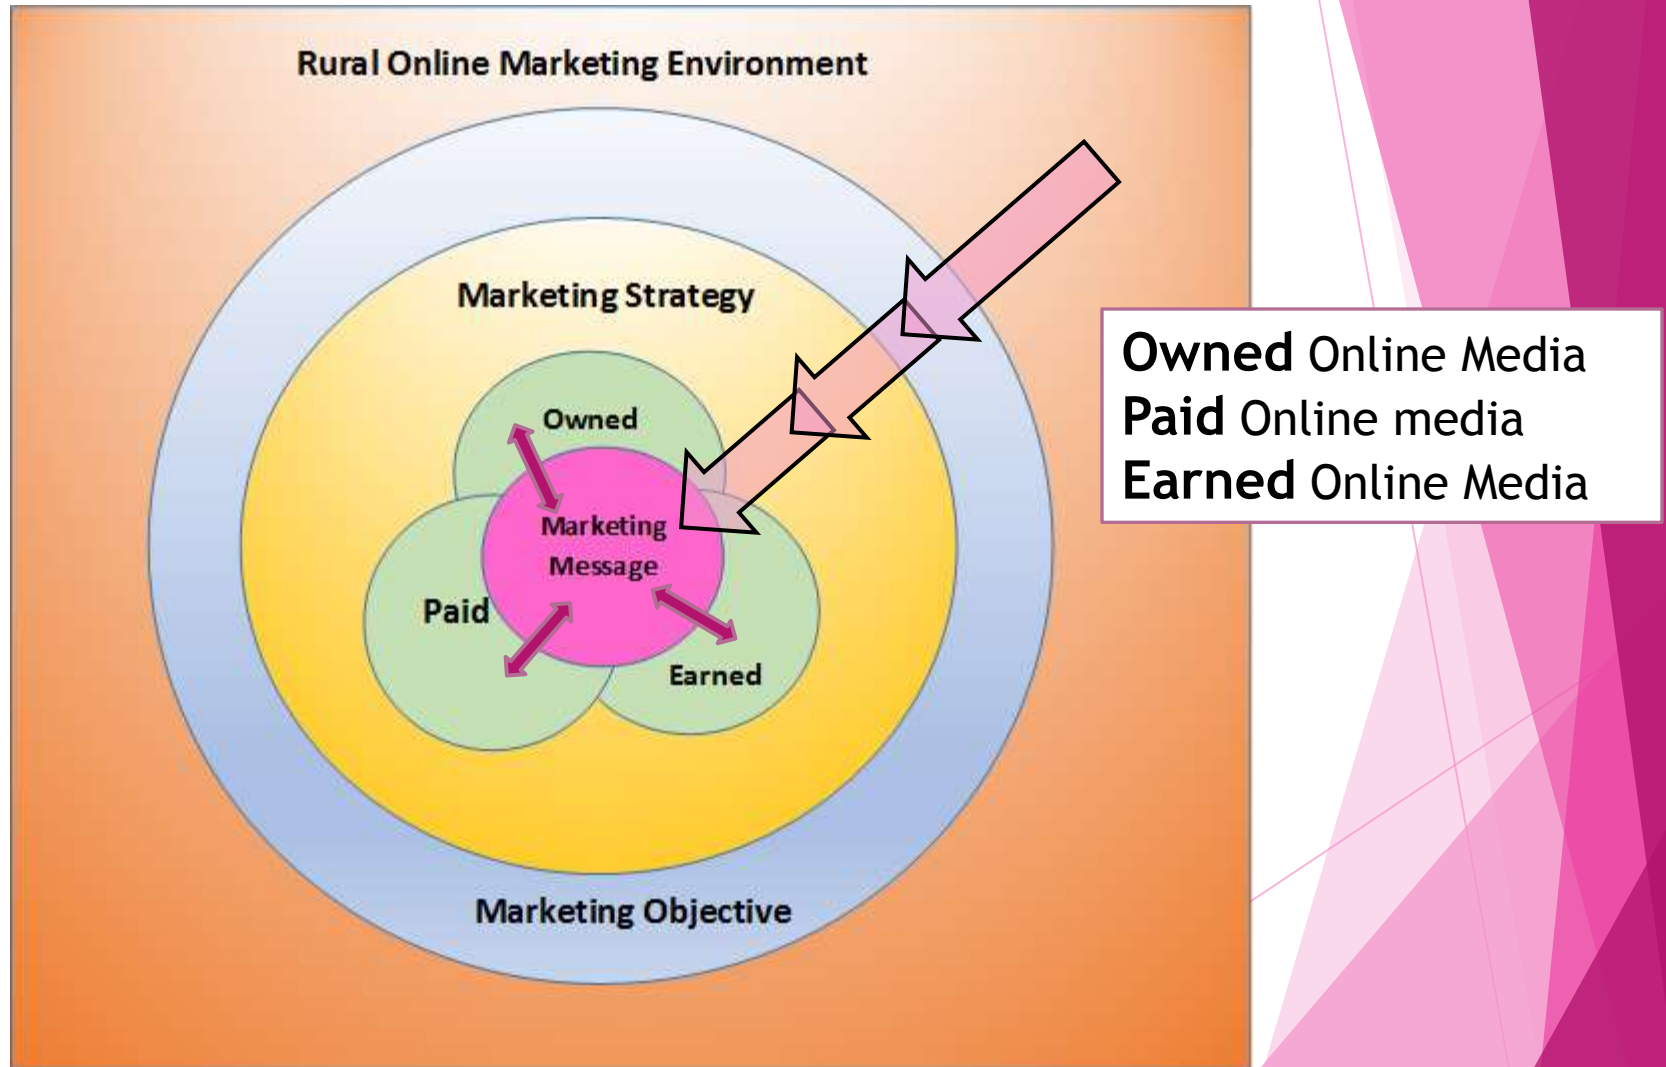 Rural Online Marketing Environment
Marketing Strategy
Owned
Marketing
Message
Paid
Earned
Marketing Objective
Owned Online Media
Paid Online media
Earned Online Media